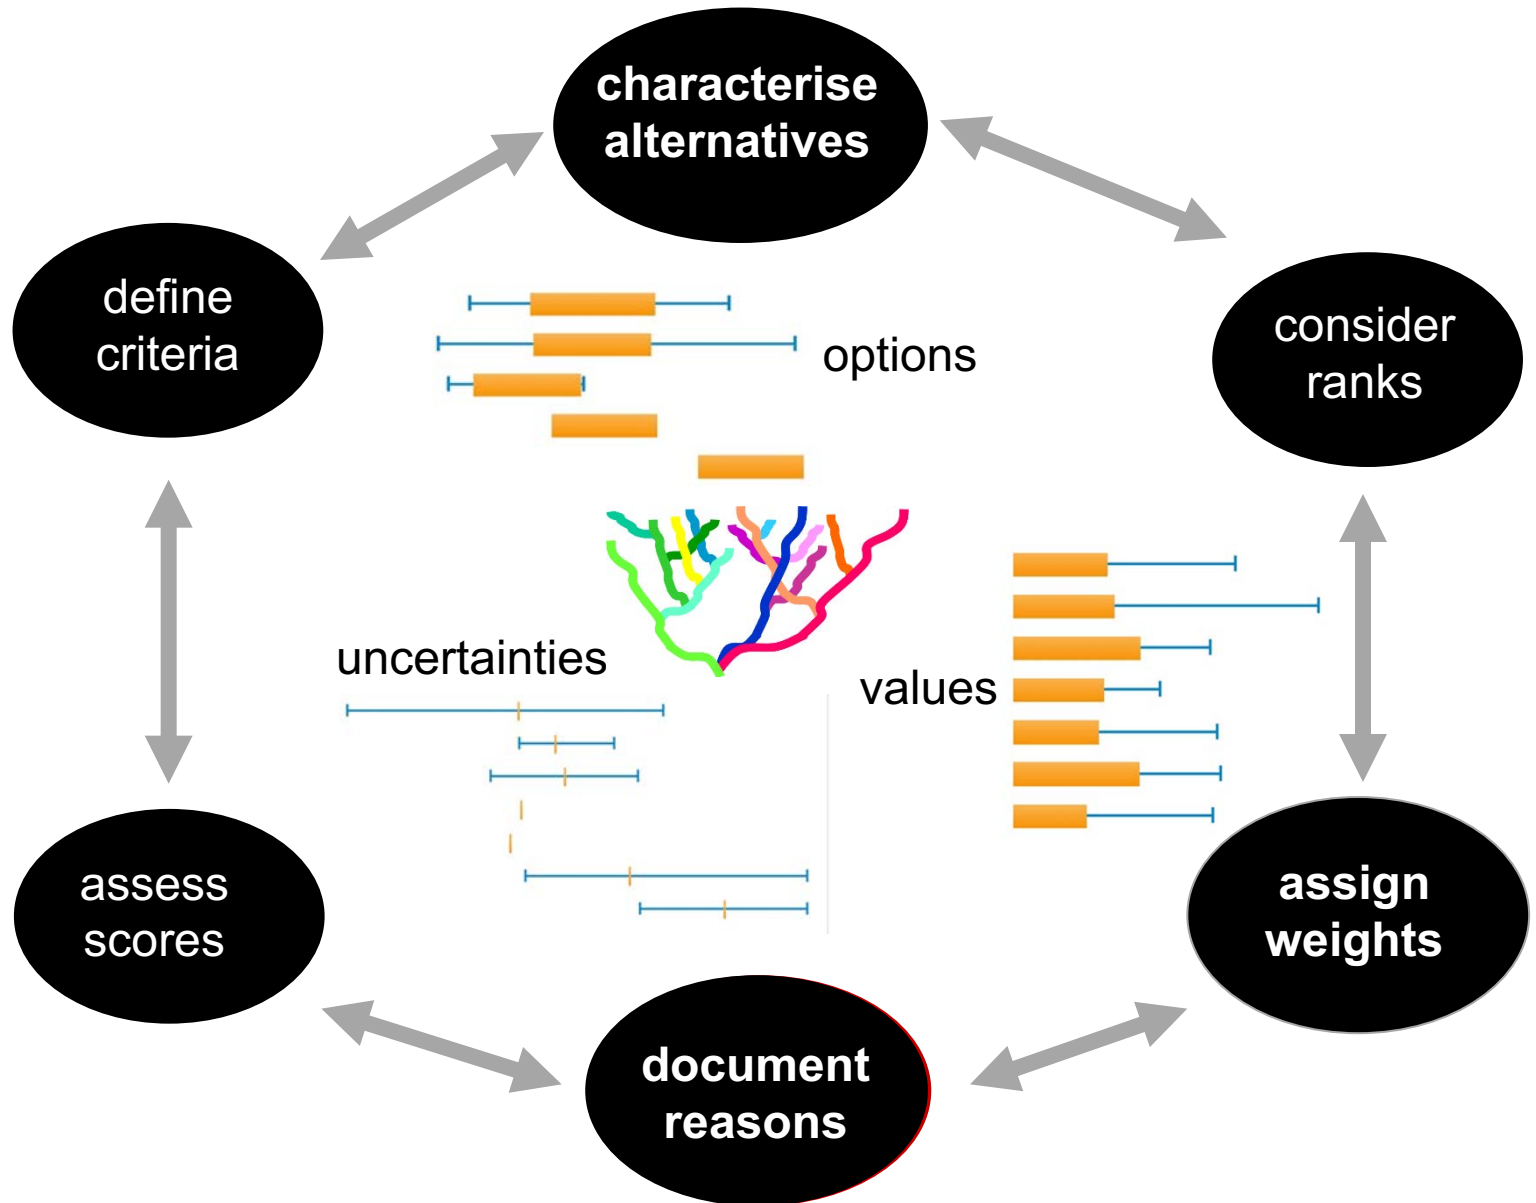 characterise
alternatives
define
criteria
consider
ranks
options
uncertainties
values
assess
scores
assign
weights
document
reasons